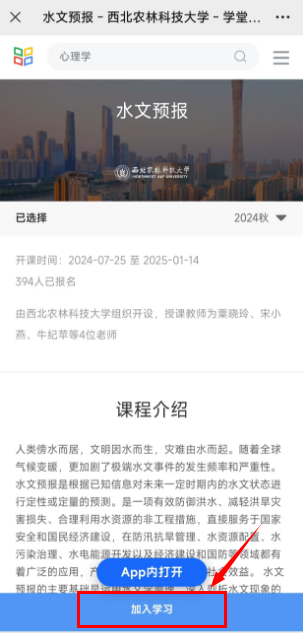 水文预报 - 西北农林科技大学 - 学堂...
心理学
水文预报
西北农林科技大学
NORTHWEST A&F UNIVERSITY
已选择
2024秋
开课时间：2024-07-25 至 2025-01-14
394人已报名
由西北农林科技大学组织开设，授课教师为粟晓玲、宋小
燕、牛纪苹等4位老师
课程介绍
人类傍水而居，文明因水而生，灾难由水而起。随着全球
气候变暖，更加剧了极端水文事件的发生频率和严重性。
水文预报是根据已知信息对未来一定时期内的水文状态进
行定性或定量的预测。是一项有效防御洪水、减轻洪旱灾
害损失、合理利用水资源的非工程措施，直接服务于国家
安全和国民经济建设，在防汛抗旱管理、水资源配置、水
污染治理、水电能源开发以及经济建设和国防等领域都有
着广泛的应用，
社会效益。 水文
App内打开
预报的主要基础是
加入学习